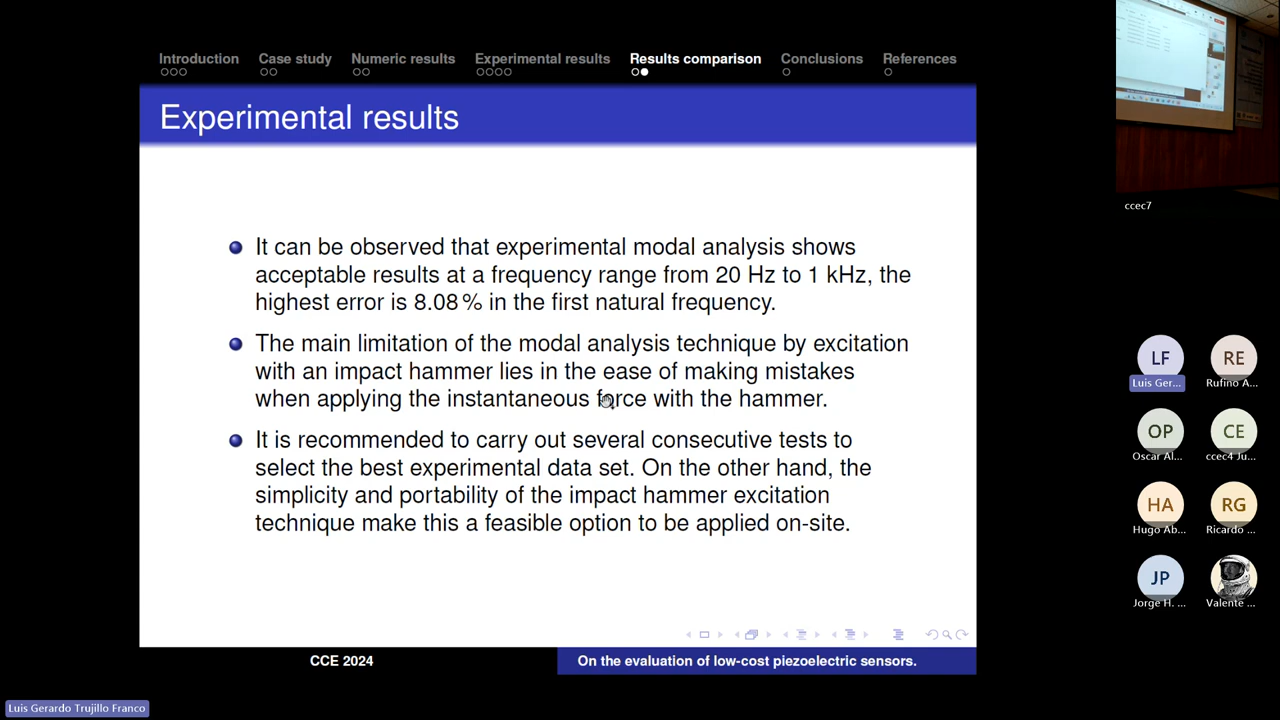 Introduction Case study Numeric results Experimental results Results comparison Conclusions References
Experimental results
It can be observed that experimental modal analysis shows
acceptable results at a frequency range from 20 Hz to 1 kHz, the
highest error is 8.08 % in the first natural frequency.
The main limitation of the modal analysis technique by excitation
with an impact hammer lies in the ease of making mistakes
when applying the instantaneous force with the hammer.
It is recommended to carry out several consecutive tests to
select the best experimental data set. On the other hand, the
simplicity and portability of the impact hammer excitation
technique make this a feasible option to be applied on-site.
CCE 2024
On the evaluation of low-cost piezoelectric sensors.
Luis Gerardo Trujillo Franco
ccec7
LF RE
Luis Ger... Rufino A...
OP CE
Oscar Al... ccec4 Ju...
HA RG
Hugo Ab... Ricardo ...
JP
Jorge H. ... Valente ...